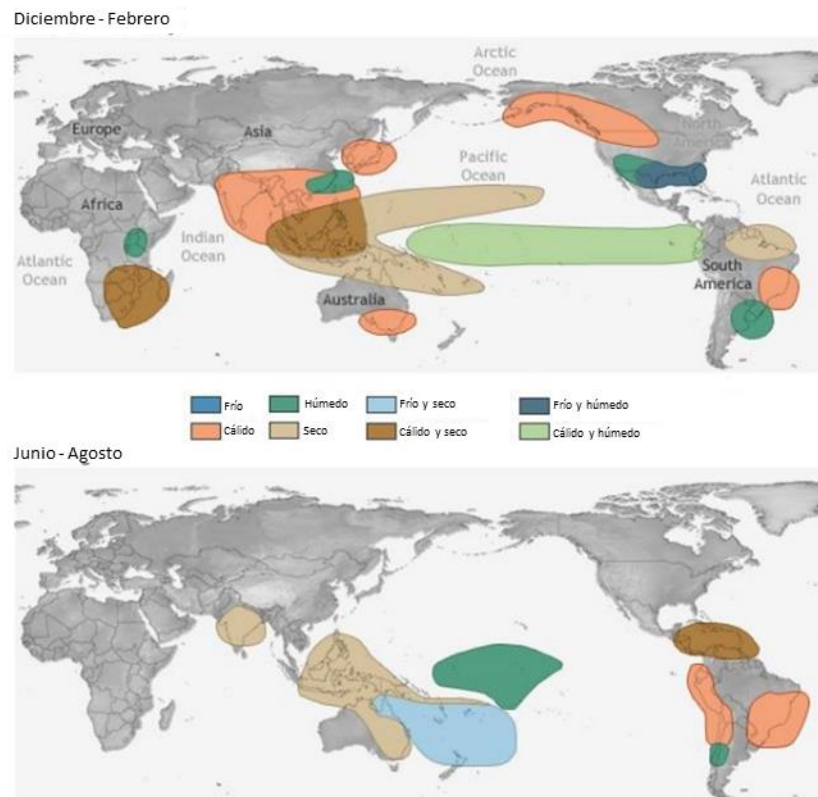 Diciembre - Febrero
Arctic
Ocean
Europe
Asia
North
America
Pacific
Ocean
Atlantic
Ocean
Africa
Indian
Ocean
Atlantic
Ocean
South
America
Australia
Frío
Húmedo
Frío y seco
Frío y húmedo
Cálido
Seco
Cálido y seco
Cálido y húmedo
Junio - Agosto